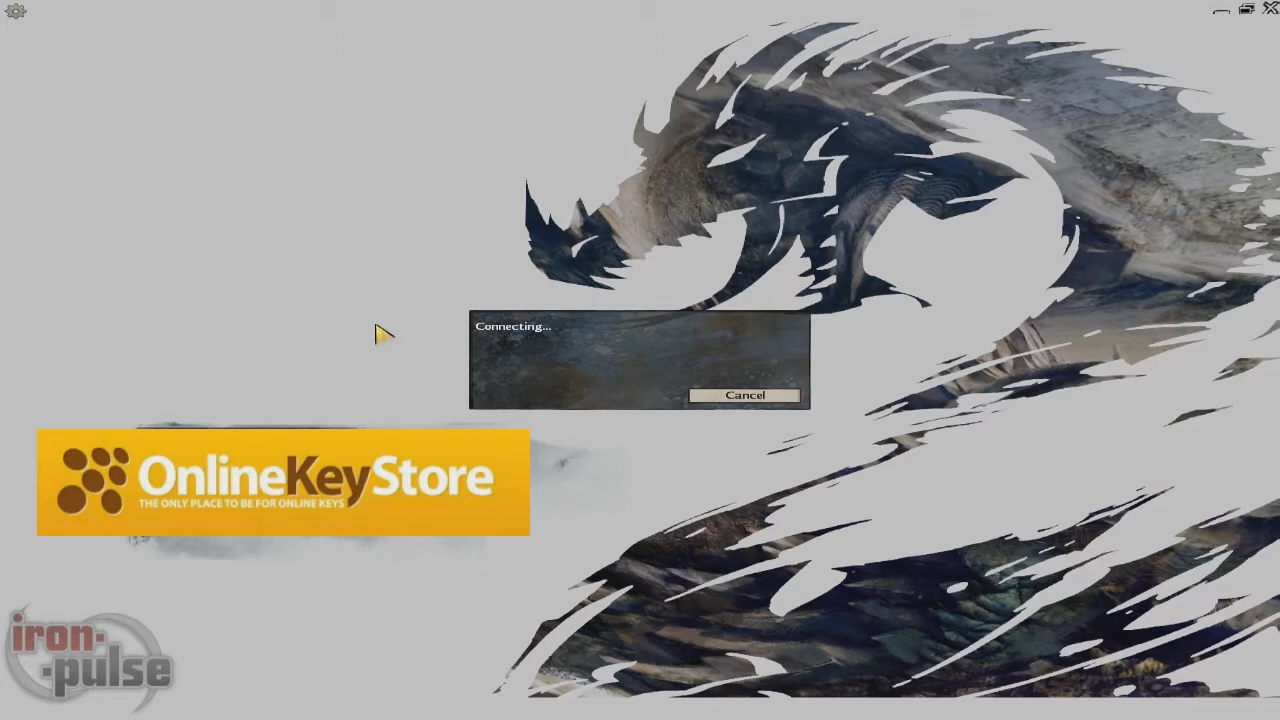 Connecting...
Cancel
OnlineKeyStore
THE ONLY PLACE TO BE FOR ONLINE KEYS
iron-
-pulse